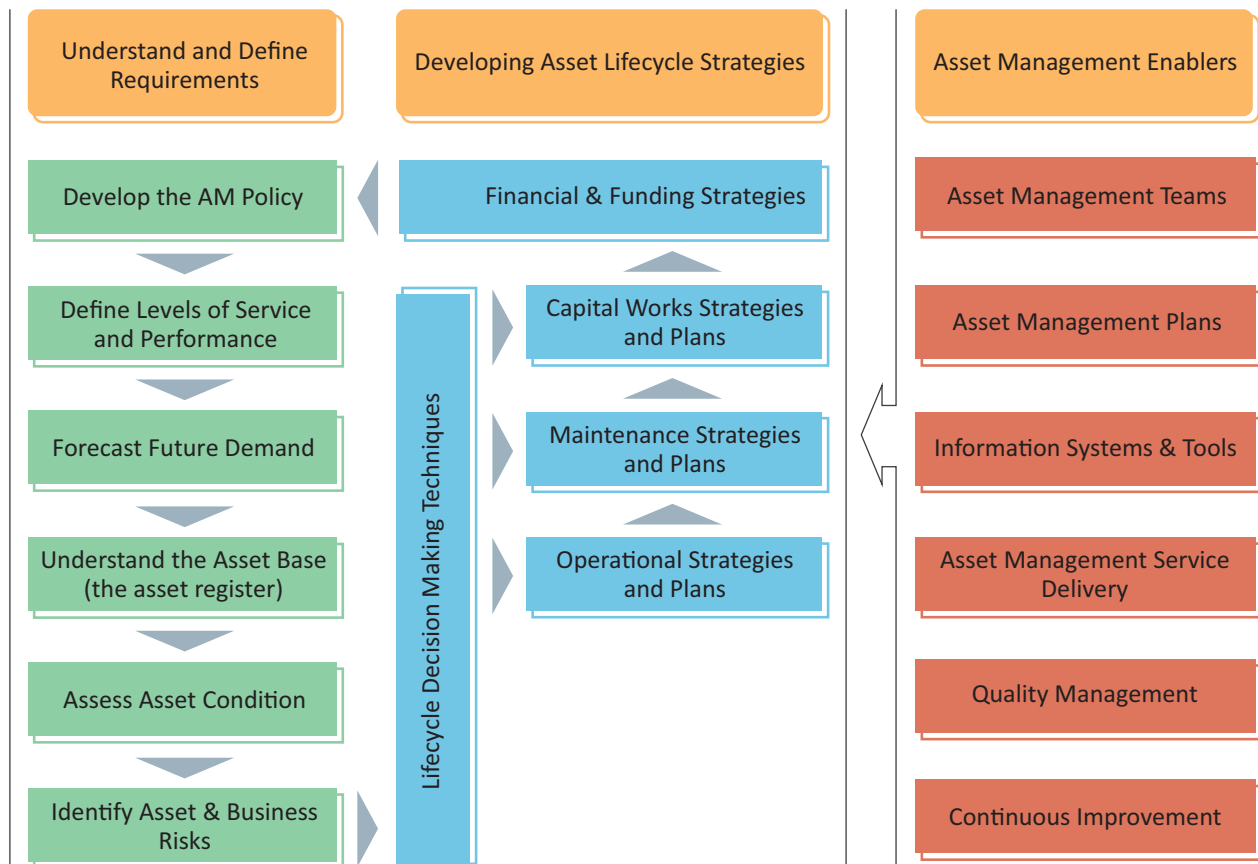 Understand and Define
Requirements
Developing Asset Lifecycle Strategies
Asset Management Enablers
Develop the AM Policy
Define Levels of Service
and Performance
Forecast Future Demand
Understand the Asset Base
(the asset register)
Assess Asset Condition
Identify Asset & Business
Risks
Financial & Funding Strategies
Lifecycle Decision Making Techniques
Capital Works Strategies
and Plans
Maintenance Strategies
and Plans
Operational Strategies
and Plans
Asset Management Teams
Asset Management Plans
Information Systems & Tools
Asset Management Service
Delivery
Quality Management
Continuous Improvement